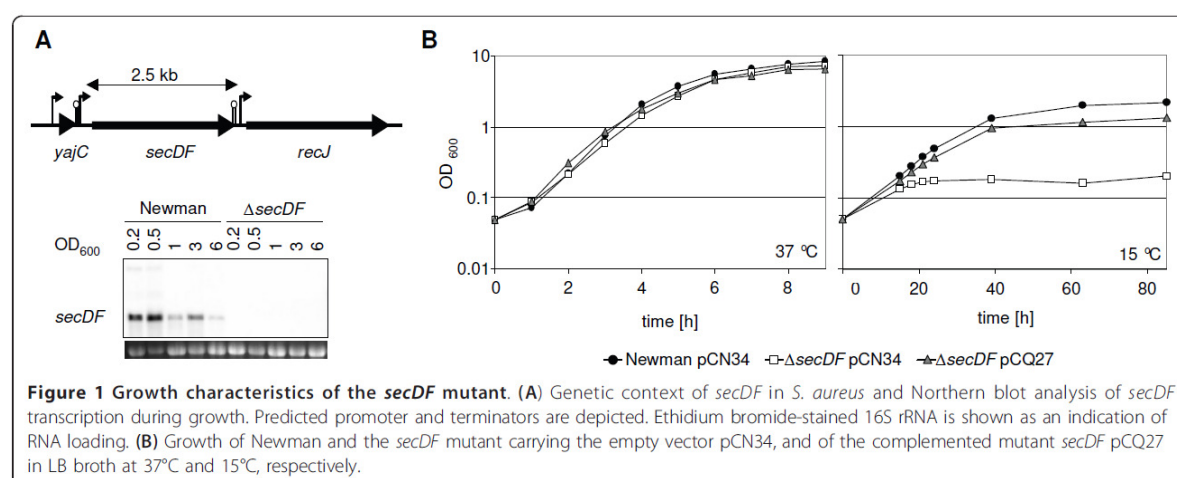 A
2.5 kb
yajC secDF recJ
Newman ΔsecDF
OD600 0.2 0.5 1 3 6 0.2 0.5 1 3 6
secDF
B
OD 600
10
1
0.1
0.01
37 ºC
15 ºC
0 2 4 6 8
0 20 40 60 80
time [h]
time [h]
Newman pCN34 ΔsecDF pCN34 ΔsecDF pCQ27
Figure 1 Growth characteristics of the secDF mutant. (A) Genetic context of secDF in S. aureus and Northern blot analysis of secDF
transcription during growth. Predicted promoter and terminators are depicted. Ethidium bromide-stained 16S rRNA is shown as an indication of
RNA loading. (B) Growth of Newman and the secDF mutant carrying the empty vector pCN34, and of the complemented mutant secDF pCQ27
in LB broth at 37°C and 15°C, respectively.